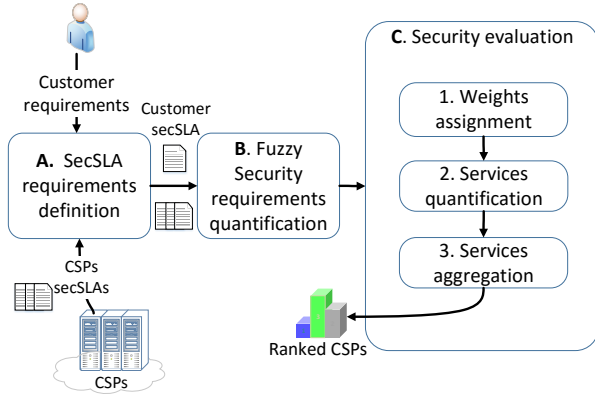 Customer
requirements
A. SecSLA
requirements
definition
CSPs
secSLAs
CSPs
Customer
secSLA
B. Fuzzy
Security
requirements
quantification
C. Security evaluation
1. Weights
assignment
2. Services
quantification
3. Services
aggregation
Ranked CSPs